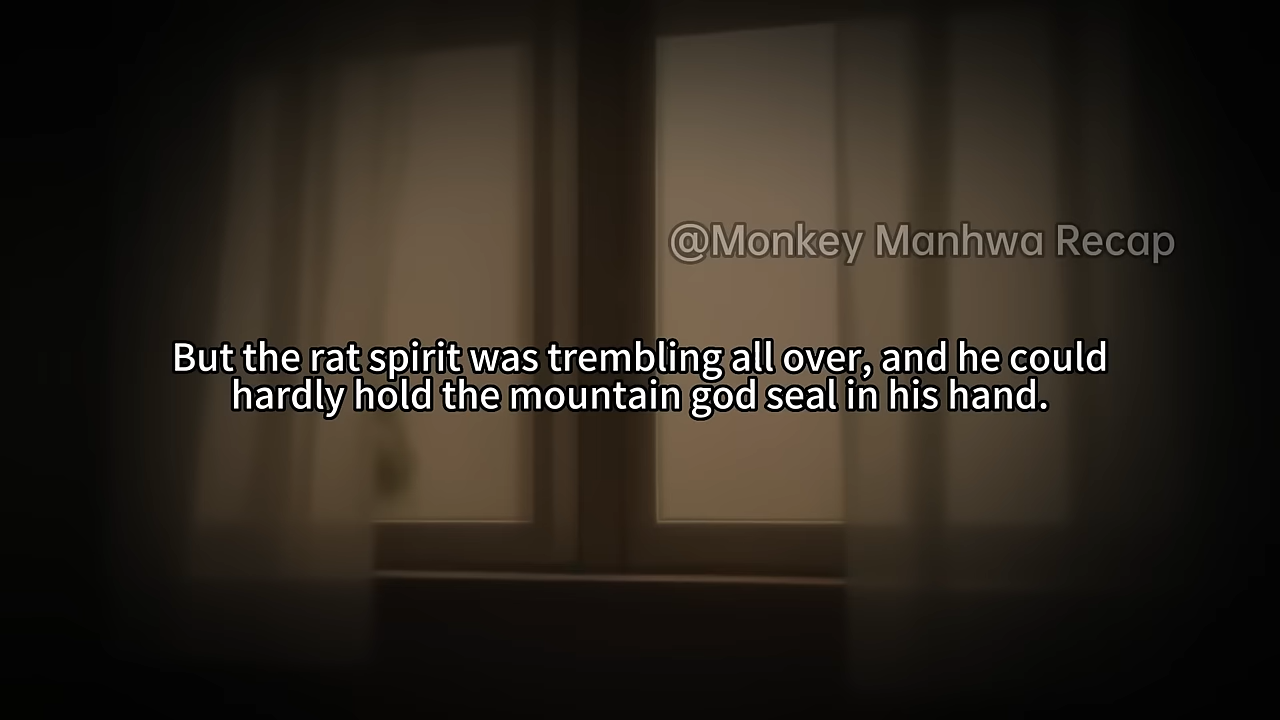 @Monkey Manhwa Recap
But the rat spirit was trembling all over, and he could
hardly hold the mountain god seal in his hand.